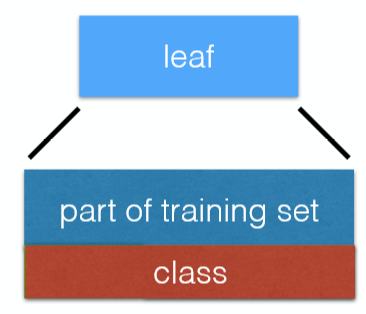 leaf
part of training set
class